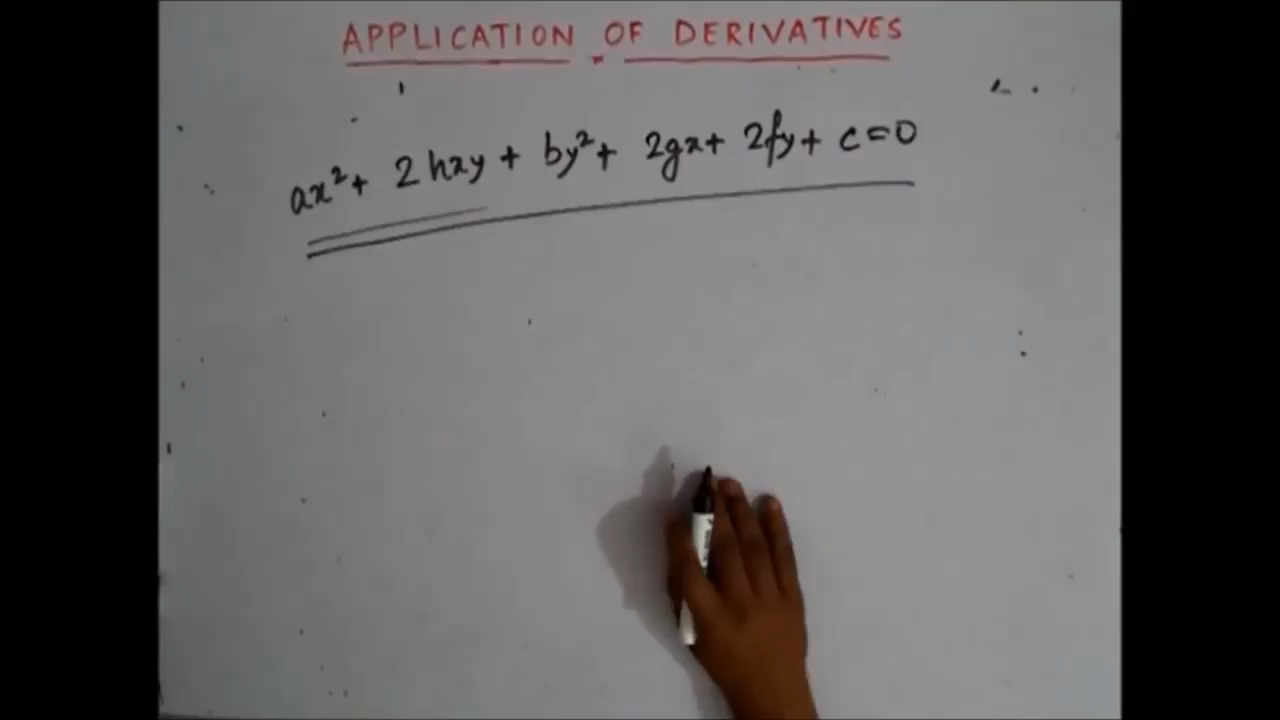 APPLICATION OF DERIVATIVES
ax² + 2hxy + by² + 2gx + 2fy + c = 0